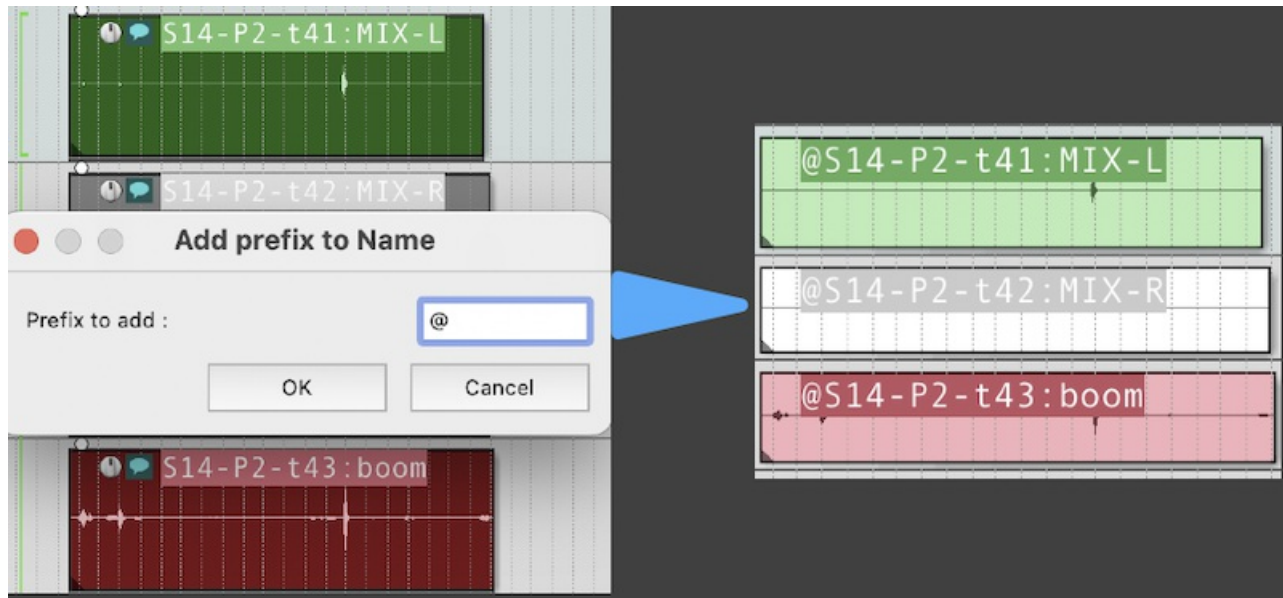 S14-P2-t41:MIX-L
S14-P2-t42:MIX-R
Add prefix to Name
Prefix to add :
@
OK
Cancel
S14-P2-t43:boom
@S14-P2-t41:MIX-L
@S14-P2-t42:MIX-R
@S14-P2-t43:boom